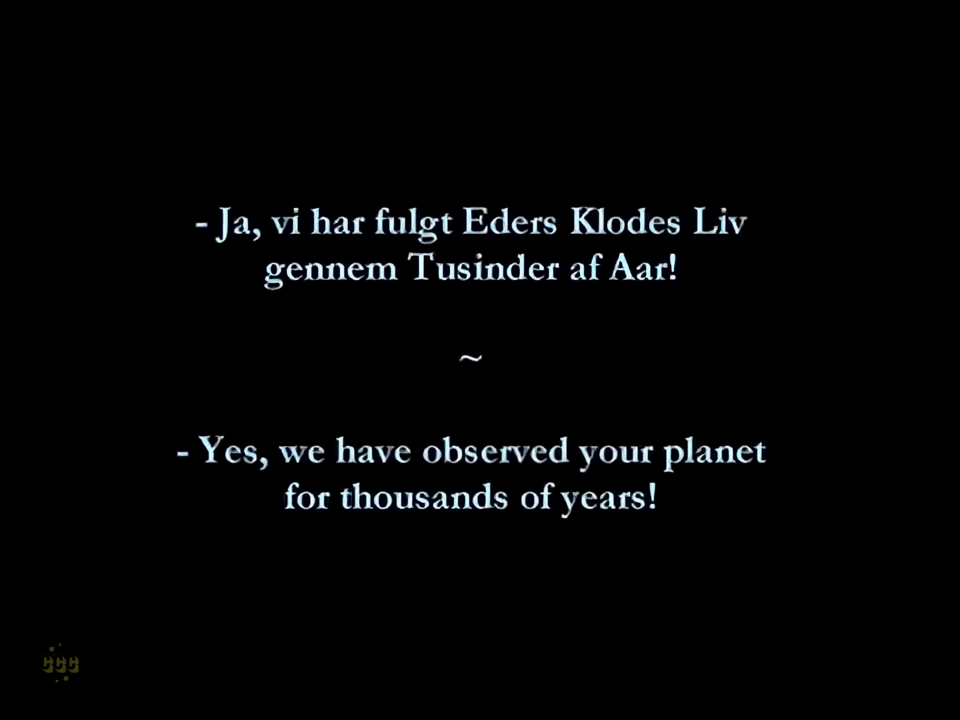 - Ja, vi har fulgt Eders Klodes Liv
gennem Tusinder af Aar!
~
- Yes, we have observed your planet
for thousands of years!
CCC